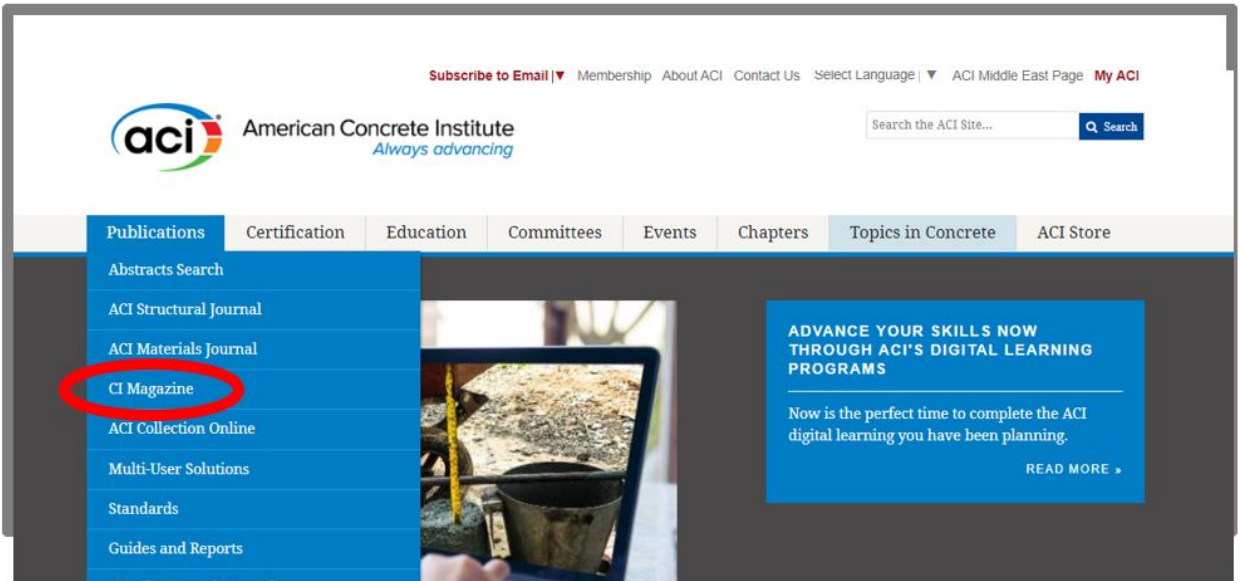 Subscribe to Email | ▼ Membership About ACI Contact Us Select Language | ▼ ACI Middle East Page My ACI
aci American Concrete Institute
Always advancing
Search the ACI Site...
Search
Publications Certification Education Committees Events Chapters Topics in Concrete ACI Store
Abstracts Search
ACI Structural Journal
ACI Materials Journal
CI Magazine
ACI Collection Online
Multi-User Solutions
Standards
Guides and Reports
ADVANCE YOUR SKILLS NOW
THROUGH ACI'S DIGITAL LEARNING
PROGRAMS
Now is the perfect time to complete the ACI
digital learning you have been planning.
READ MORE »